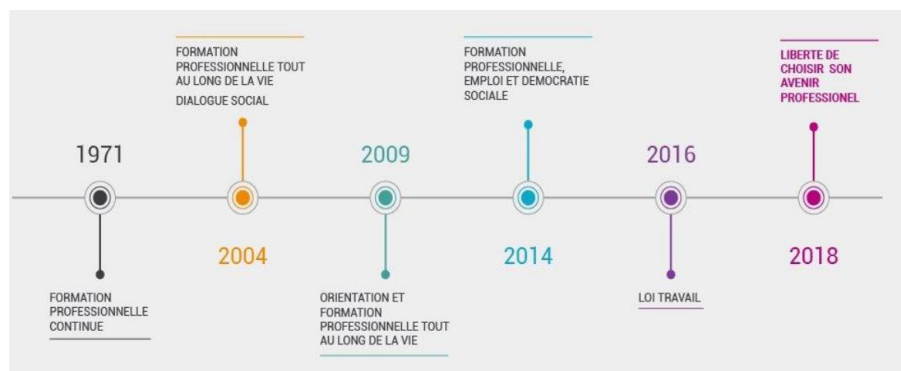 1971
FORMATION
PROFESSIONNELLE
CONTINUE
FORMATION
PROFESSIONNELLE TOUT
AU LONG DE LA VIE
DIALOGUE SOCIAL
2004
2009
ORIENTATION ET
FORMATION
PROFESSIONNELLE TOUT
AU LONG DE LA VIE
FORMATION
PROFESSIONNELLE,
EMPLOI ET DEMOCRATIE
SOCIALE
2014
2016
LOI TRAVAIL
LIBERTE DE
CHOISIR SON
AVENIR
PROFESSIONEL
2018